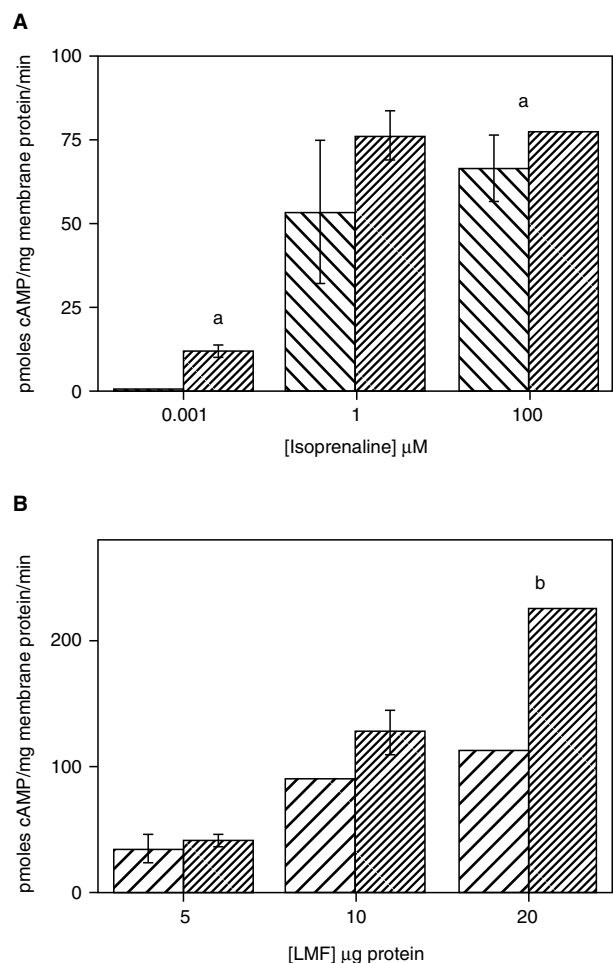 A
pmoles cAMP/mg membrane protein/min
100
75
50
25
0
a
a
0.001
1
100
[Isoprenaline] μM
B
pmoles cAMP/mg membrane protein/min
200
100
0
b
5
10
20
[LMF] μg protein